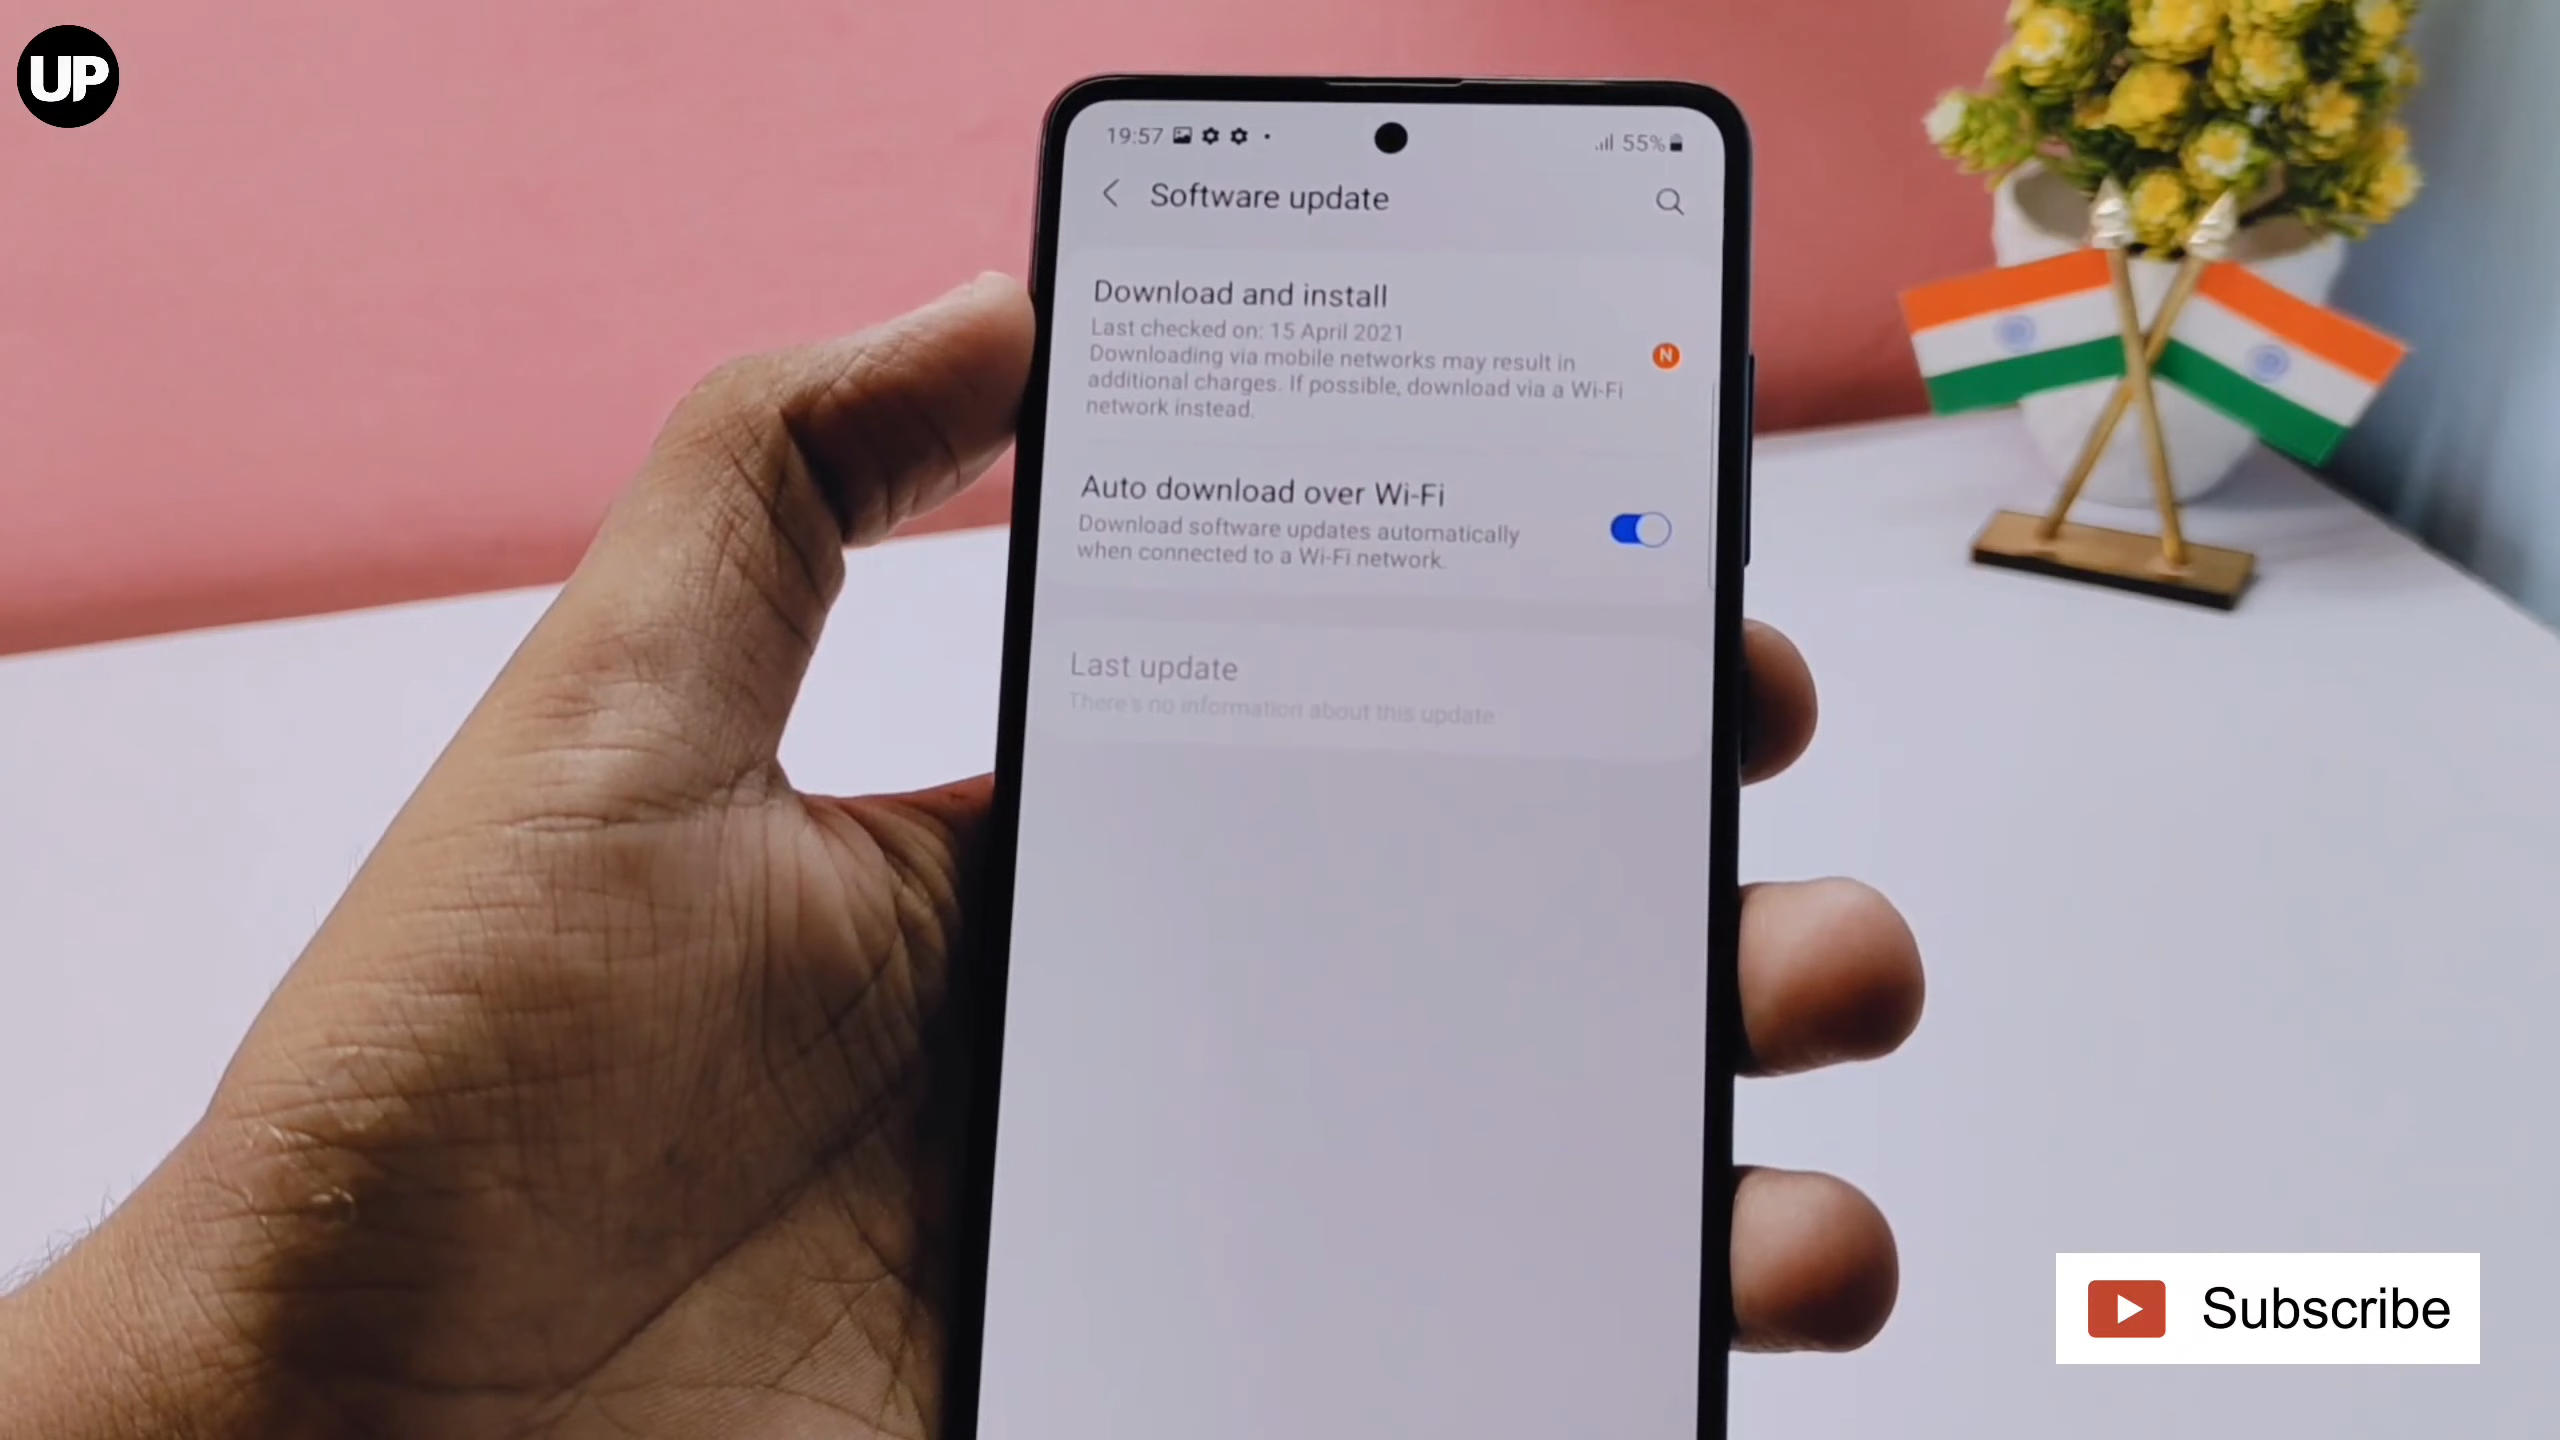 UP
19:57
55%
Software update
Download and install
Last checked on: 15 April 2021
Downloading via mobile networks may result in
additional charges. If possible, download via a Wi-Fi
network instead.
N
Auto download over Wi-Fi
Download software updates automatically
when connected to a Wi-Fi network.
Last update
There's no information about this update
Subscribe